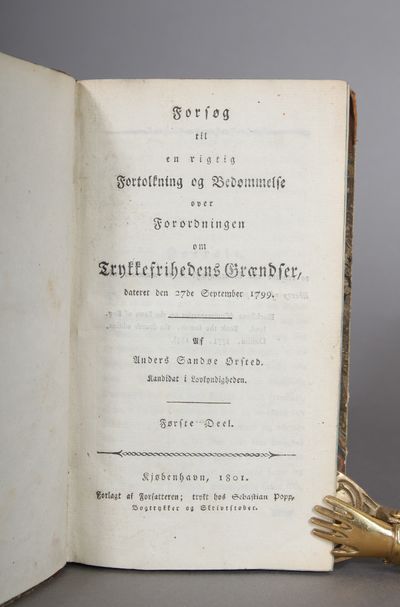 Forsøg
til
en rigtig
Fortolkning og Bedømmelse
over
Forordningen
om
Trykkefrihedens Grændser,
dateret den 27de September 1799.
Af
Anders Sandøe Ørsted.
Kandidat i Lovkyndigheden.
Første Deel.
Kjøbenhavn, 1801.
Forlagt af Forfatteren; trykt hos Sebastian Popp,
Bogtrykker og Skriftstøber.